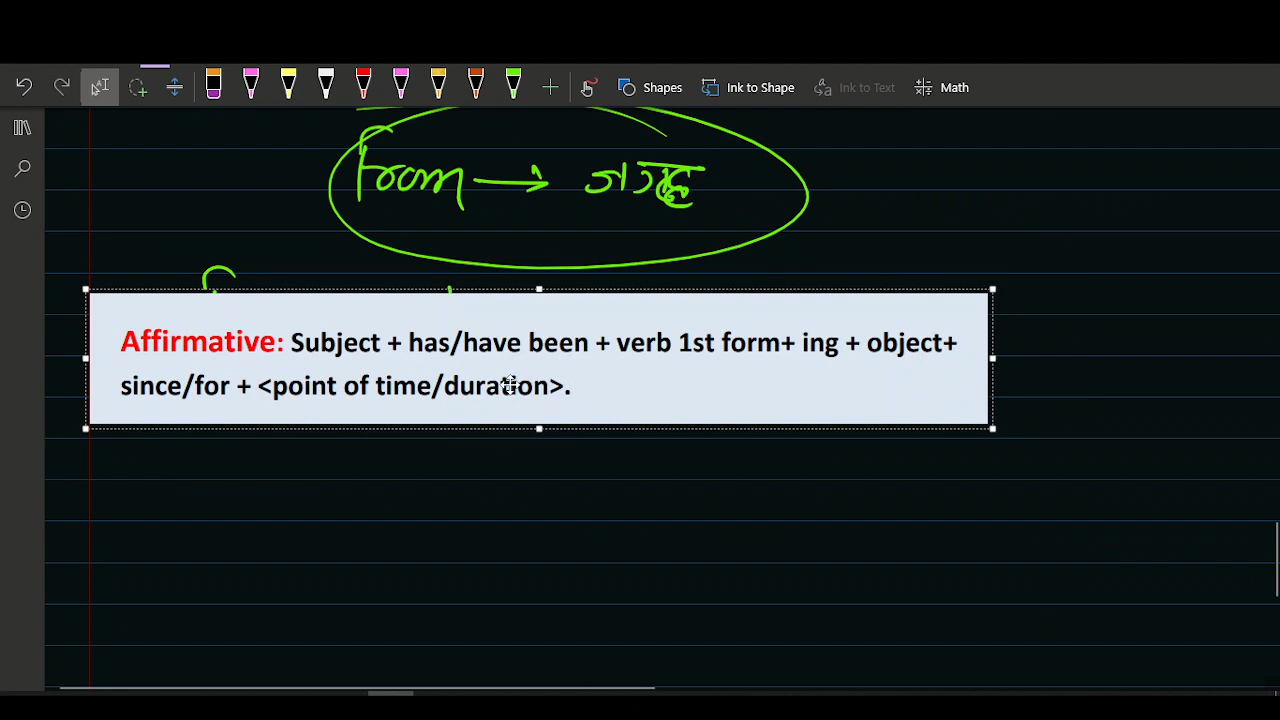 Shapes Ink to Shape Ink to Text Math
from →
Affirmative: Subject + has/have been + verb 1st form+ ing + object+
since/for + <point of time/duration>.